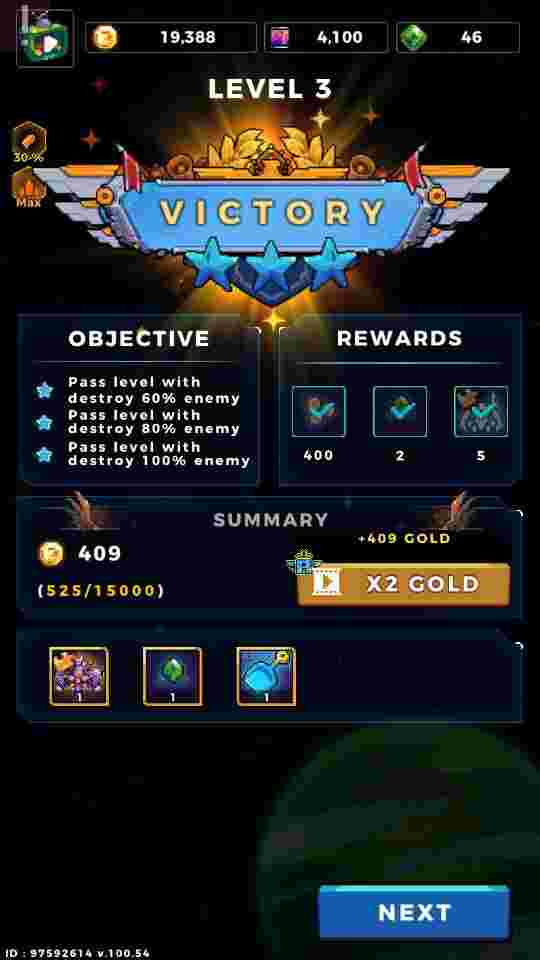 19,388
4,100
46
LEVEL 3
30-%
Max
VICTORY
OBJECTIVE
Pass level with
destroy 60% enemy
Pass level with
destroy 80% enemy
Pass level with
destroy 100% enemy
REWARDS
400
2
5
SUMMARY
409
(525/15000)
+409 GOLD
P
X2 GOLD
1
1
1
NEXT
ID : 97592614 v.100.54